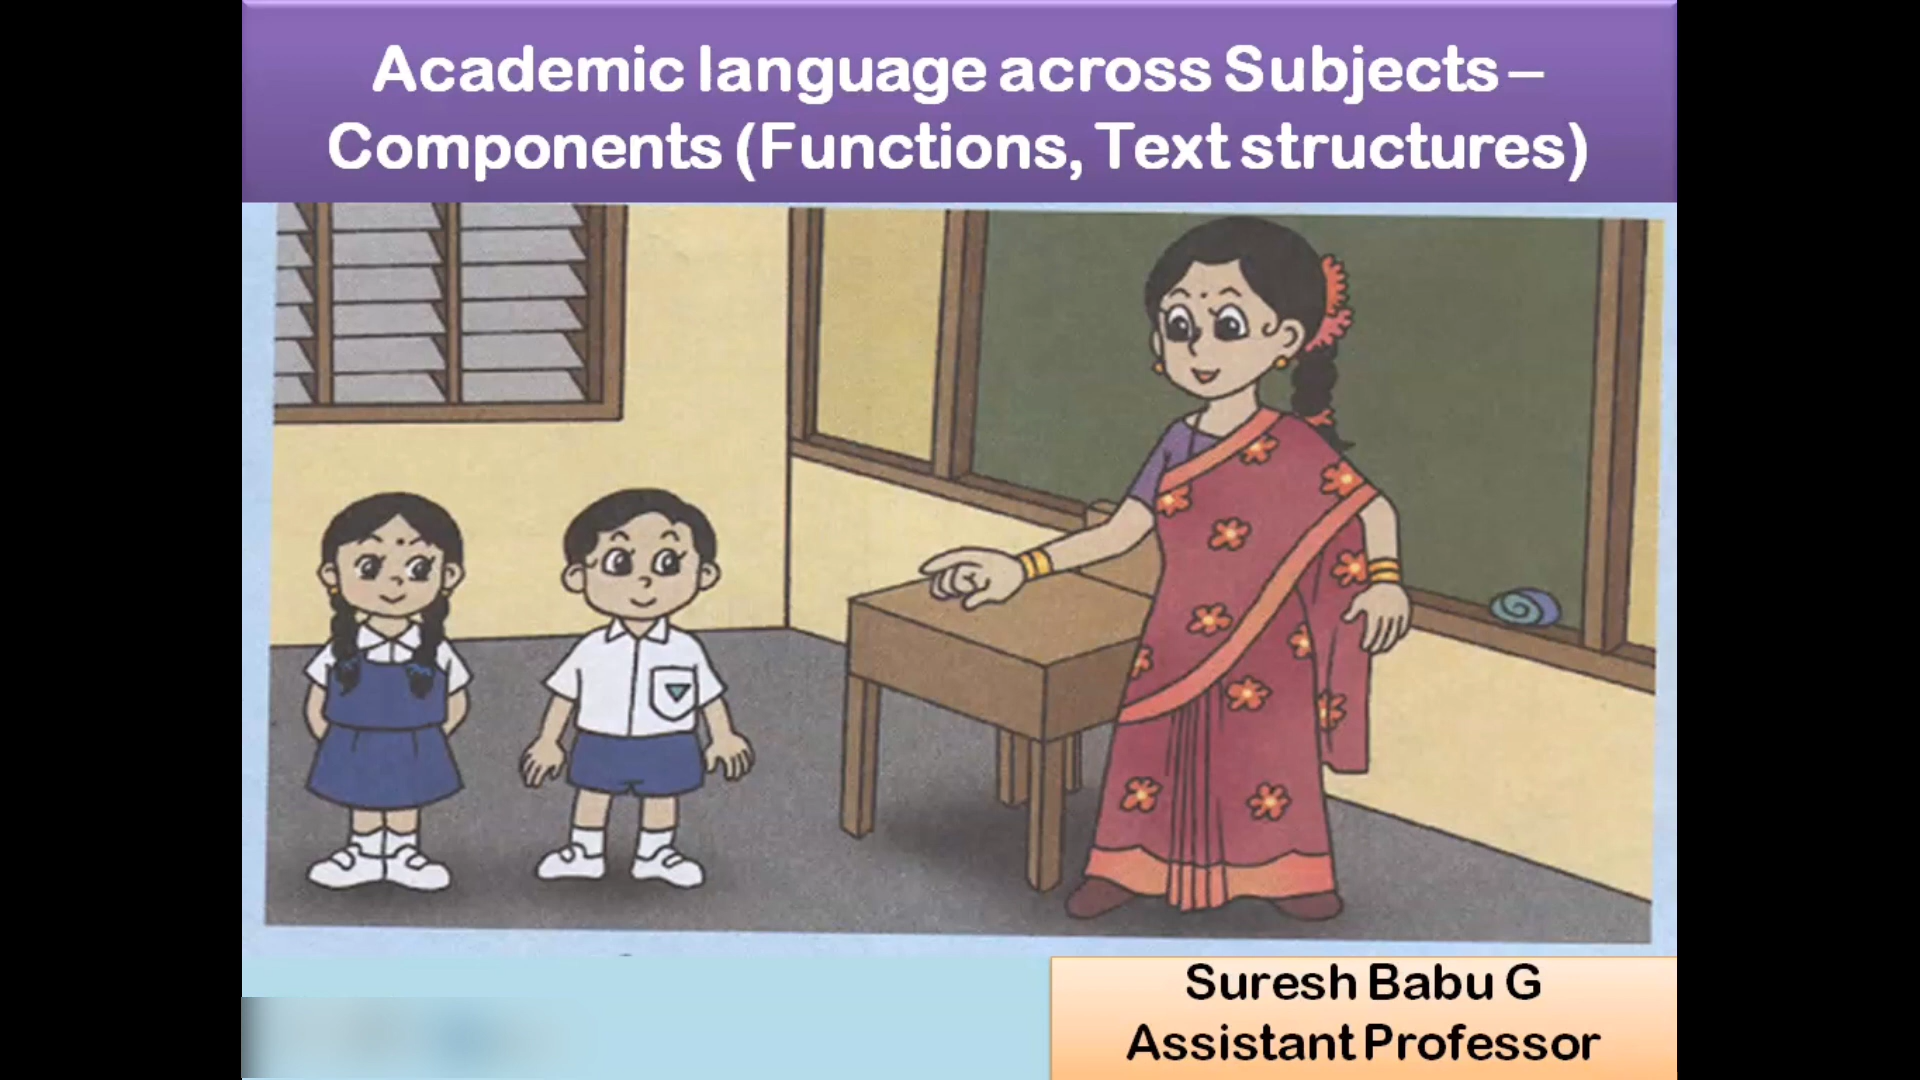 Academic language across Subjects –
Components (Functions, Text structures)
Suresh Babu G
Assistant Professor